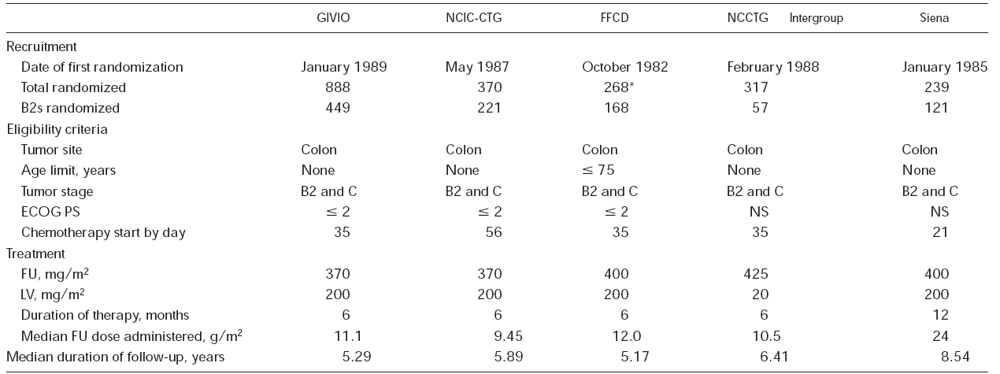 GIVIO NCIC-CTG FFCD NCCTG Intergroup Siena
Recruitment
Date of first randomization January 1989 May 1987 October 1982 February 1988 January 1985
Total randomized 888 370 268* 317 239
B2s randomized 449 221 168 57 121
Eligibility criteria
Tumor site Colon Colon Colon Colon Colon
Age limit, years None None ≤ 75 None None
Tumor stage B2 and C B2 and C B2 and C B2 and C B2 and C
ECOG PS ≤ 2 ≤ 2 ≤ 2 NS NS
Chemotherapy start by day 35 56 35 35 21
Treatment
FU, mg/m² 370 370 400 425 400
LV, mg/m² 200 200 200 20 200
Duration of therapy, months 6 6 6 6 12
Median FU dose administered, g/m² 11.1 9.45 12.0 10.5 24
Median duration of follow-up, years 5.29 5.89 5.17 6.41 8.54